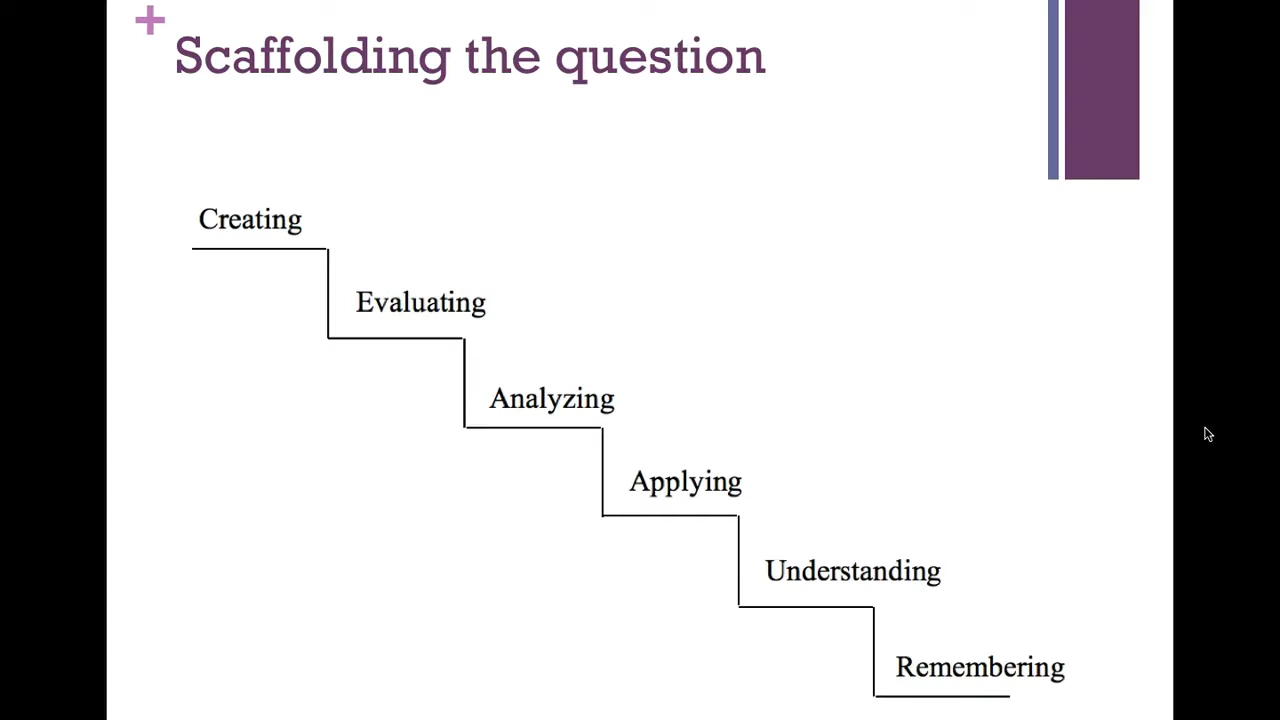 +
Scaffolding the question
Creating
Evaluating
Analyzing
Applying
Understanding
Remembering